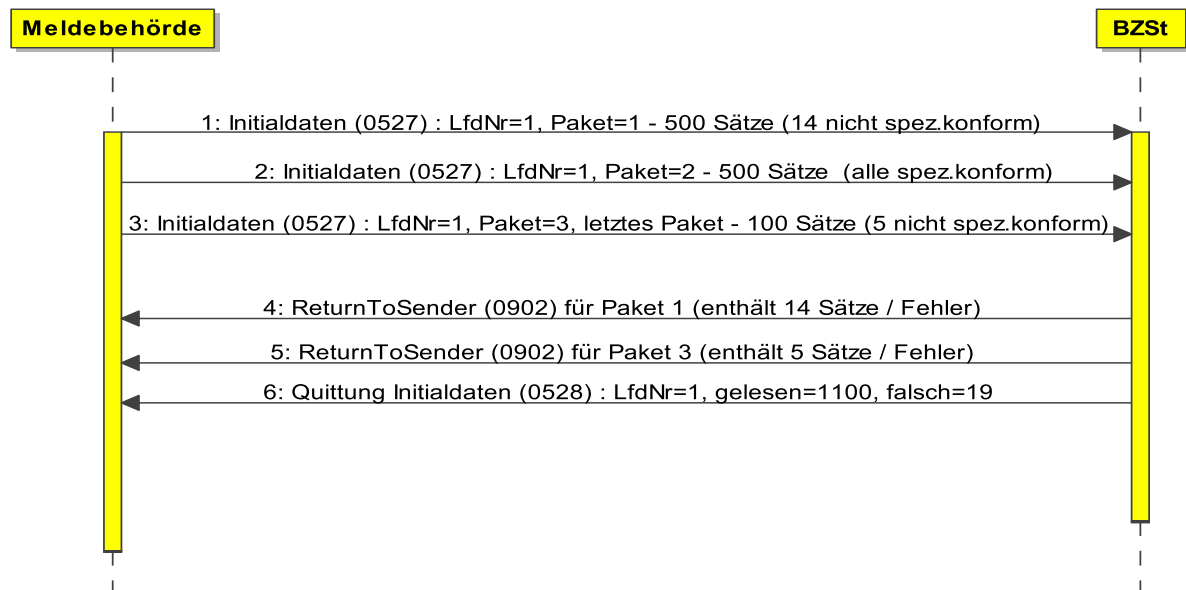 Meldebehörde
BZSt
1: Initialdaten (0527) : LfdNr=1, Paket=1 - 500 Sätze (14 nicht spez.konform)
2: Initialdaten (0527) : LfdNr=1, Paket=2 - 500 Sätze  (alle spez.konform)
3: Initialdaten (0527) : LfdNr=1, Paket=3, letztes Paket - 100 Sätze (5 nicht spez.konform)
4: ReturnToSender (0902) für Paket 1 (enthält 14 Sätze / Fehler)
5: ReturnToSender (0902) für Paket 3 (enthält 5 Sätze / Fehler)
6: Quittung Initialdaten (0528) : LfdNr=1, gelesen=1100, falsch=19